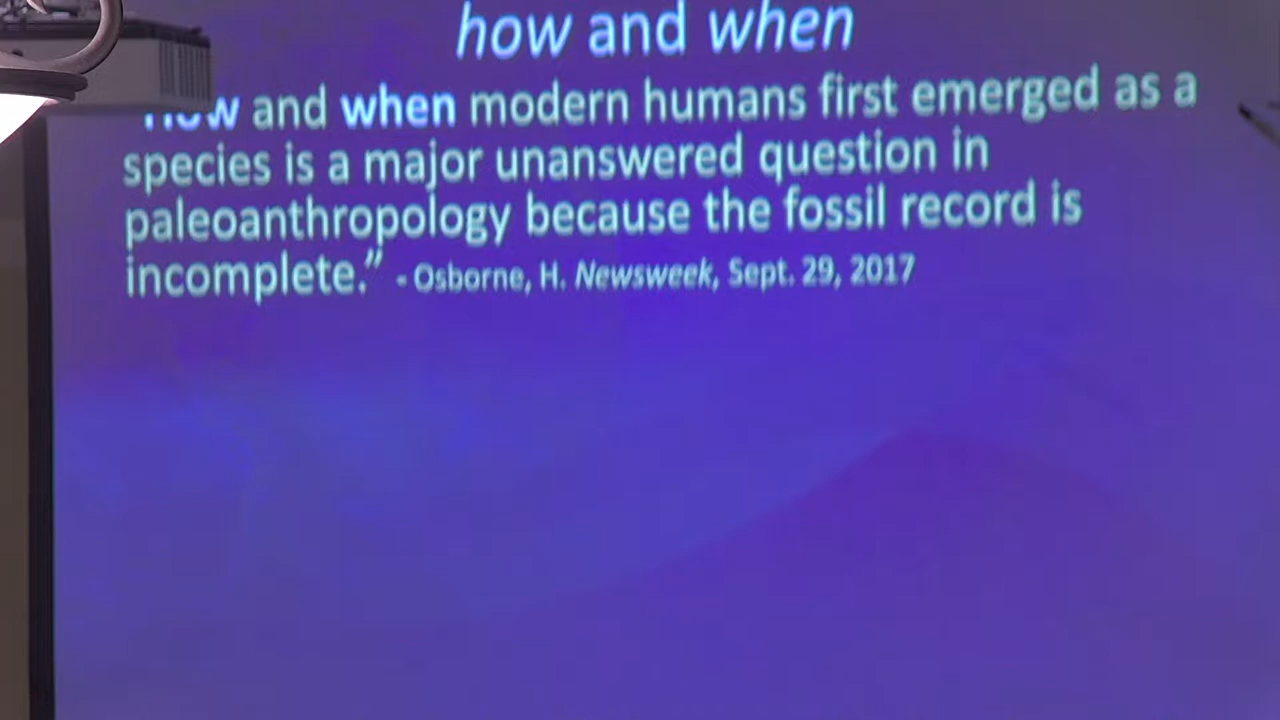 how and when
and when modern humans first emerged as a
species is a major unanswered question in
paleoanthropology because the fossil record is
incomplete.” - Osborne, H. Newsweek, Sept. 29, 2017